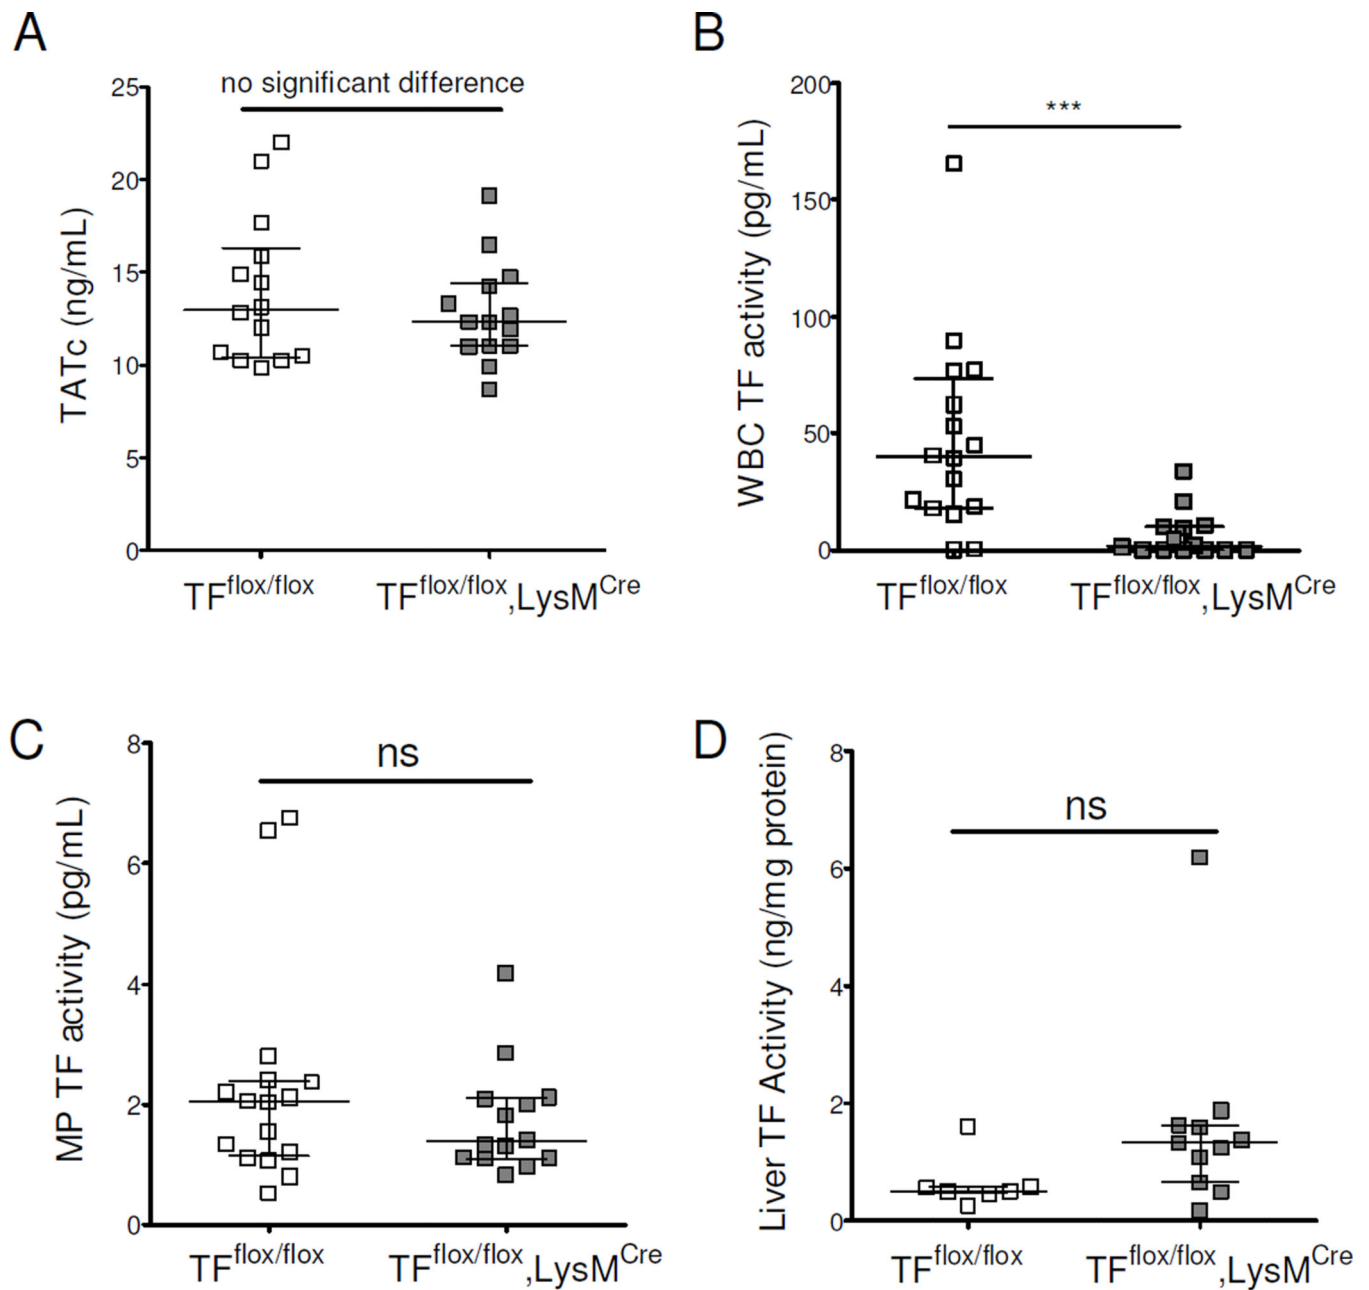 A
TATc (ng/mL)
25
20
15
10
5
0
no significant difference
TFflox/flox
TFflox/flox,LysMCre
B
WBC TF activity (pg/mL)
200
150
100
50
0
***
TFflox/flox
TFflox/flox,LysMCre
C
MP TF activity (pg/mL)
8
6
4
2
0
ns
TFflox/flox
TFflox/flox,LysMCre
D
Liver TF Activity (ng/mg protein)
8
6
4
2
0
ns
TFflox/flox
TFflox/flox,LysMCre